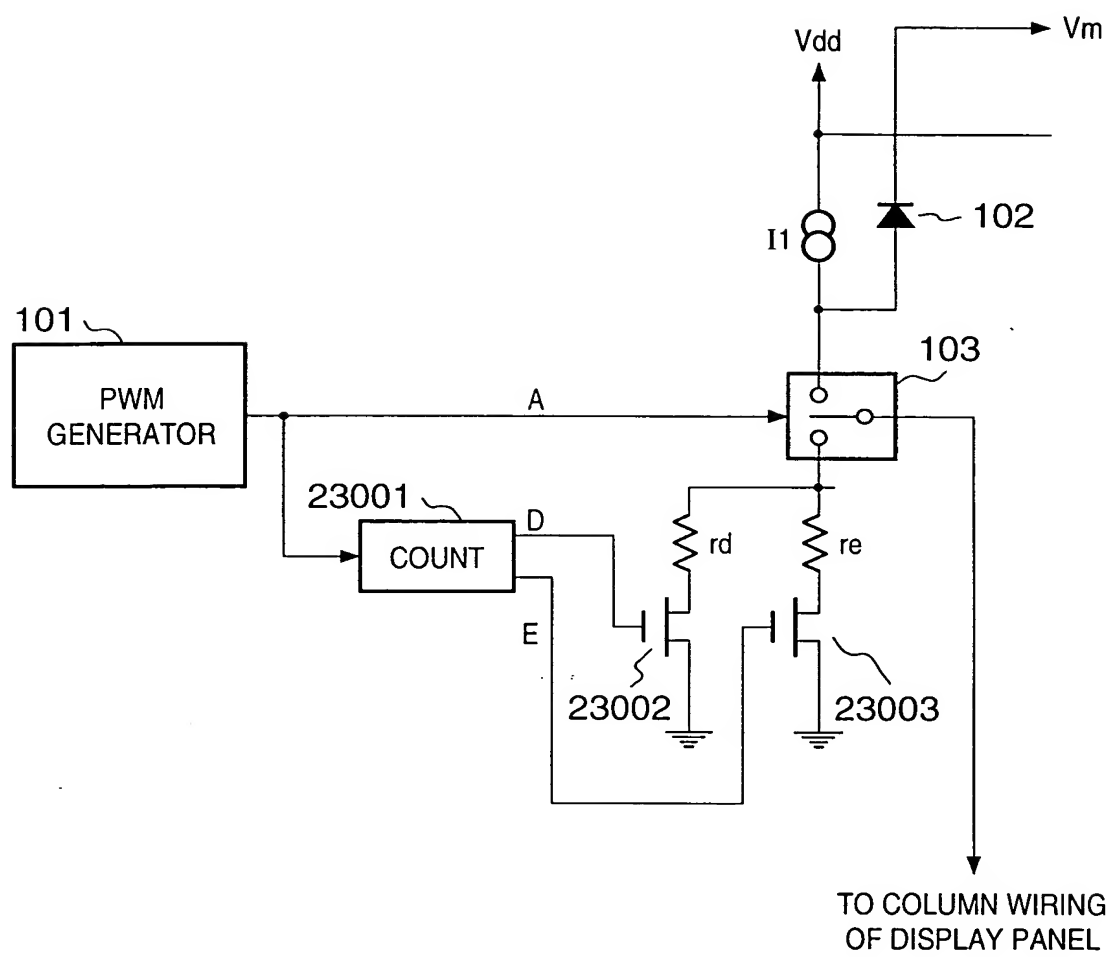 Vdd
Vm
102
I1
101
103
PWM
GENERATOR
A
23001
D
COUNT
rd
re
E
23002
23003
TO COLUMN WIRING
OF DISPLAY PANEL